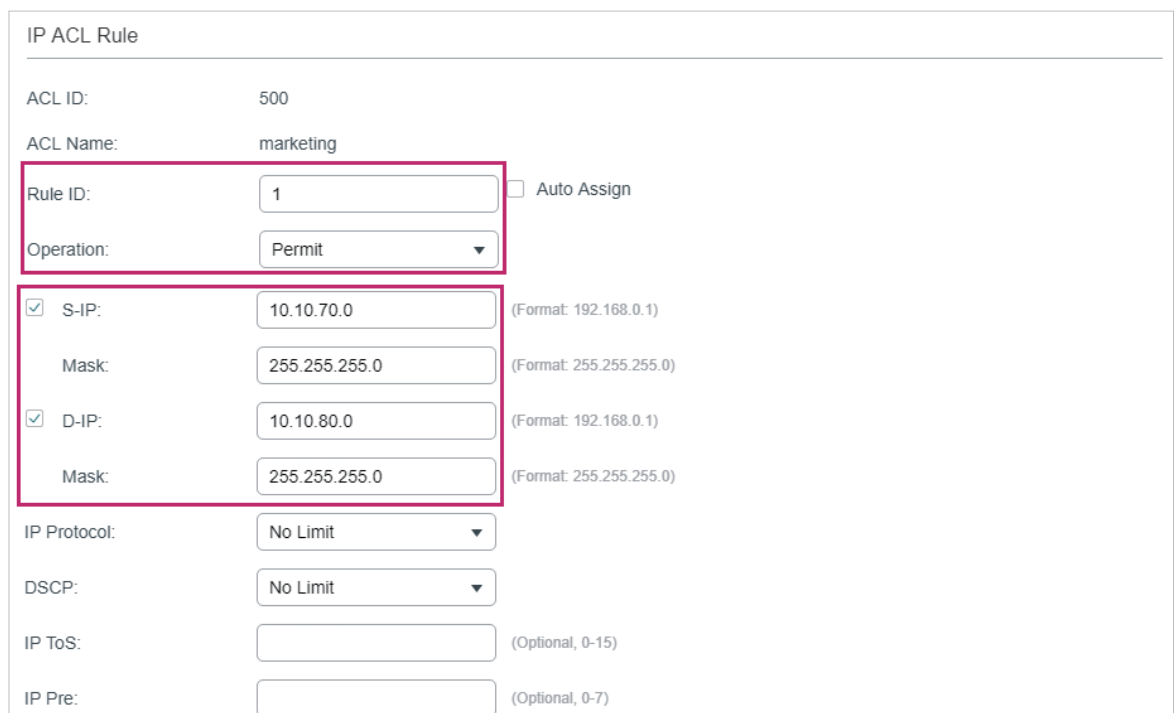 IP ACL Rule
ACL ID: 500
ACL Name: marketing
Rule ID: 1 Auto Assign
Operation: Permit
S-IP: 10.10.70.0 (Format: 192.168.0.1)
Mask: 255.255.255.0 (Format: 255.255.255.0)
D-IP: 10.10.80.0 (Format: 192.168.0.1)
Mask: 255.255.255.0 (Format: 255.255.255.0)
IP Protocol: No Limit
DSCP: No Limit
IP ToS: (Optional, 0-15)
IP Pre: (Optional, 0-7)